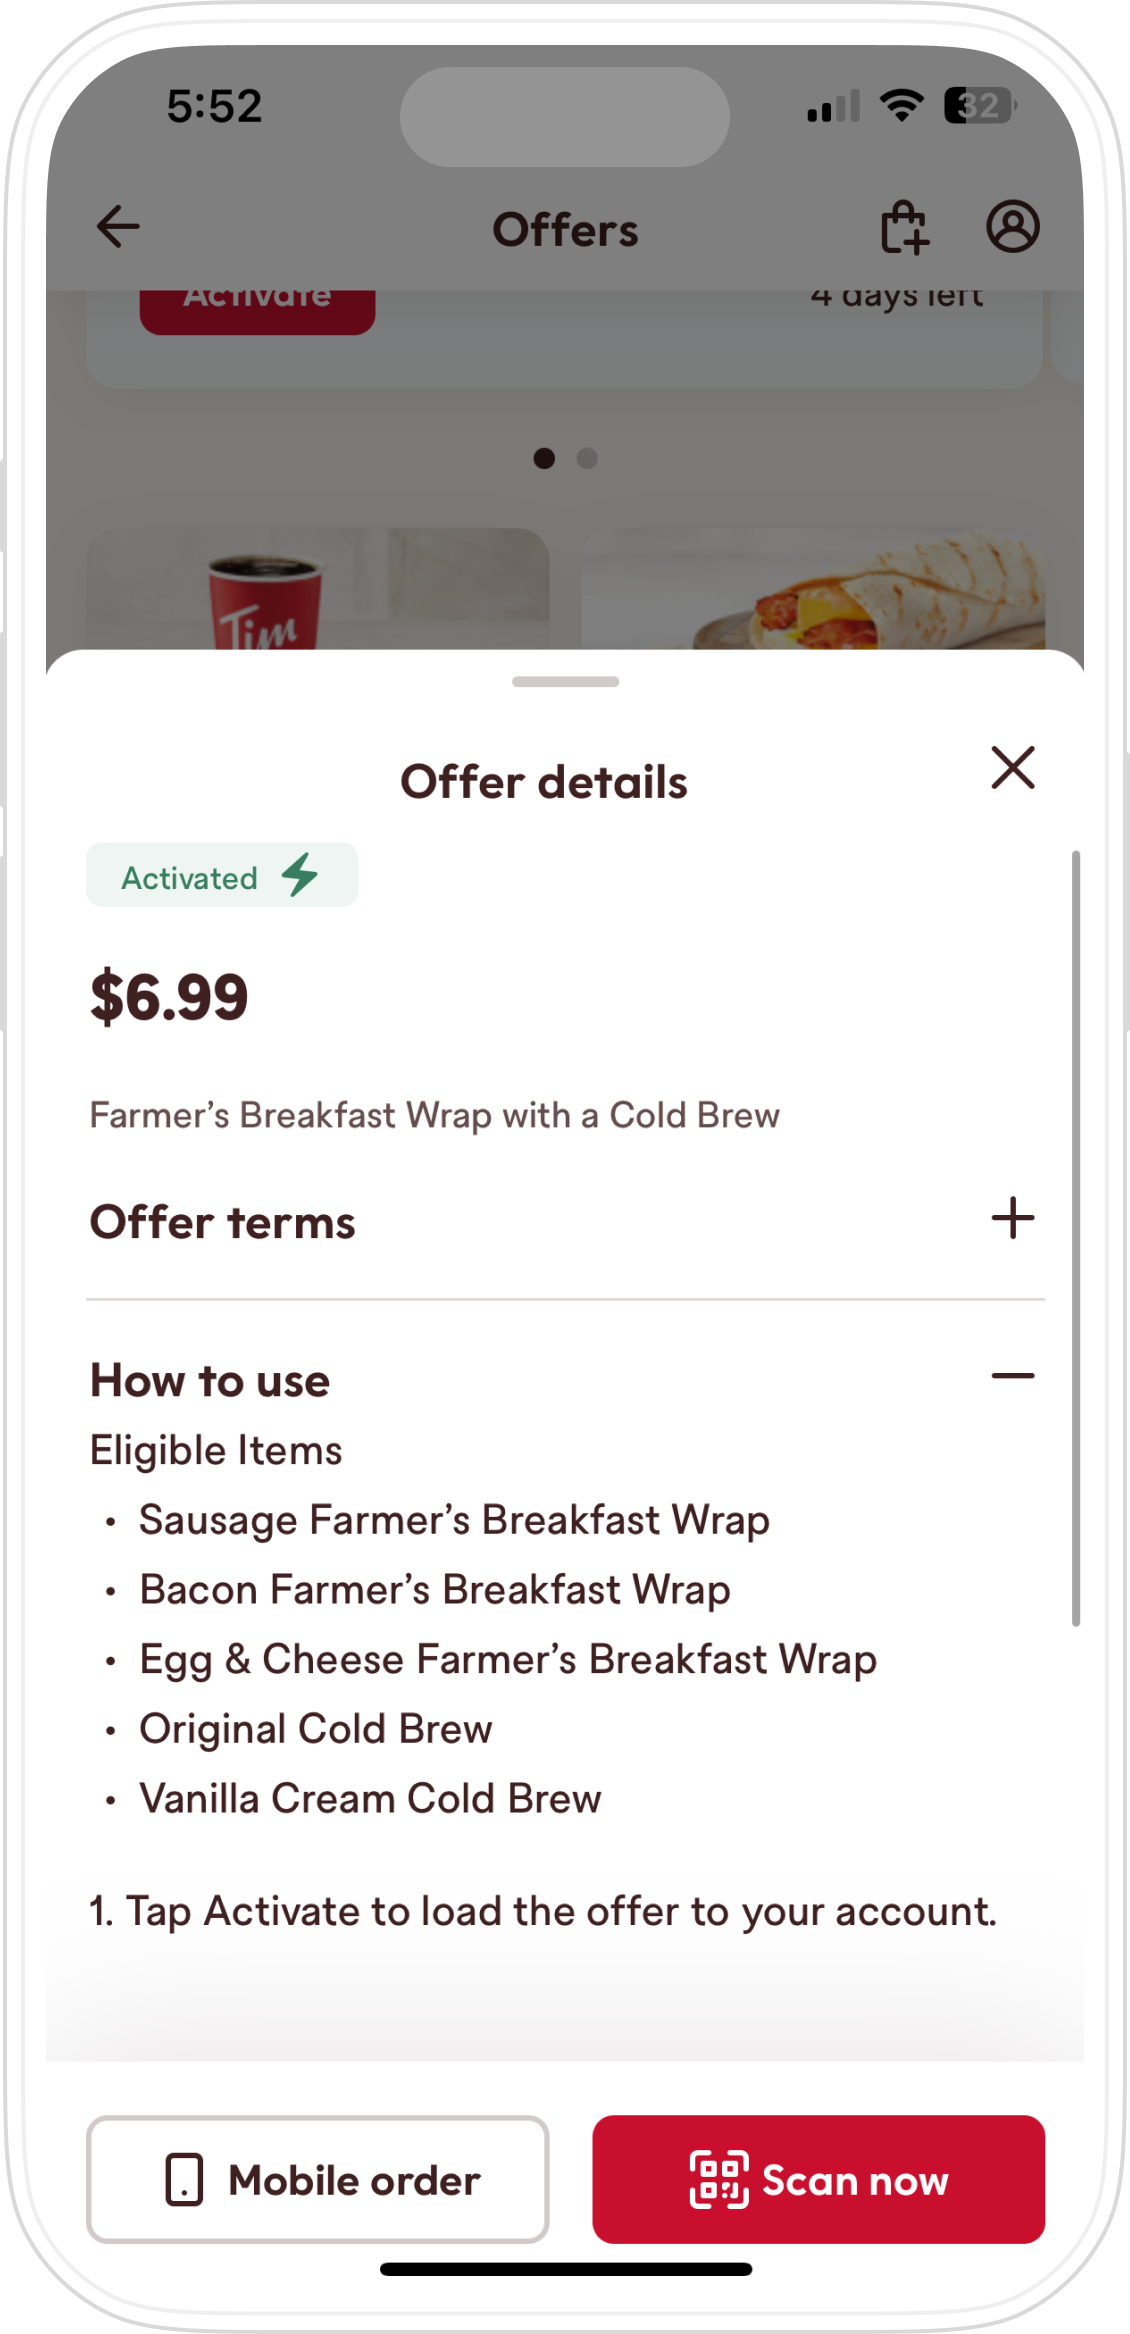 5:52
32
Offers
Activate
4 days left
Tim
Offer details
Activated
$6.99
Farmer’s Breakfast Wrap with a Cold Brew
Offer terms
How to use
Eligible Items
• Sausage Farmer’s Breakfast Wrap
• Bacon Farmer’s Breakfast Wrap
• Egg & Cheese Farmer’s Breakfast Wrap
• Original Cold Brew
• Vanilla Cream Cold Brew
1. Tap Activate to load the offer to your account.
Mobile order
Scan now